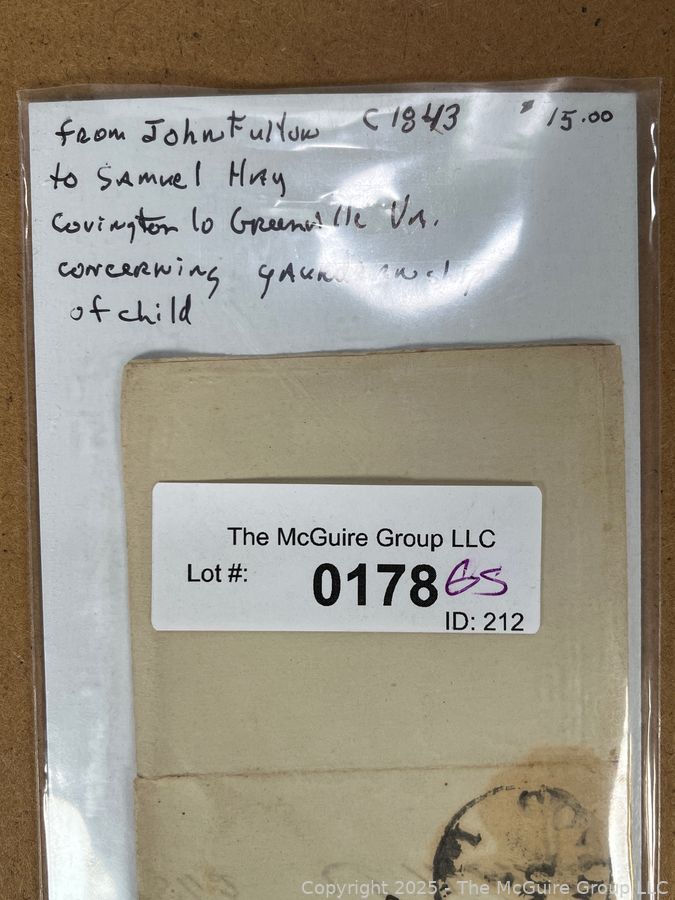 from John Fulton C 1843 $15.00
to Samuel Hay
Covington to Greenville Va.
concerning
of child
The McGuire Group LLC
Lot #: 0178 GS
ID: 212
Copyright 2025 - The McGuire Group LLC